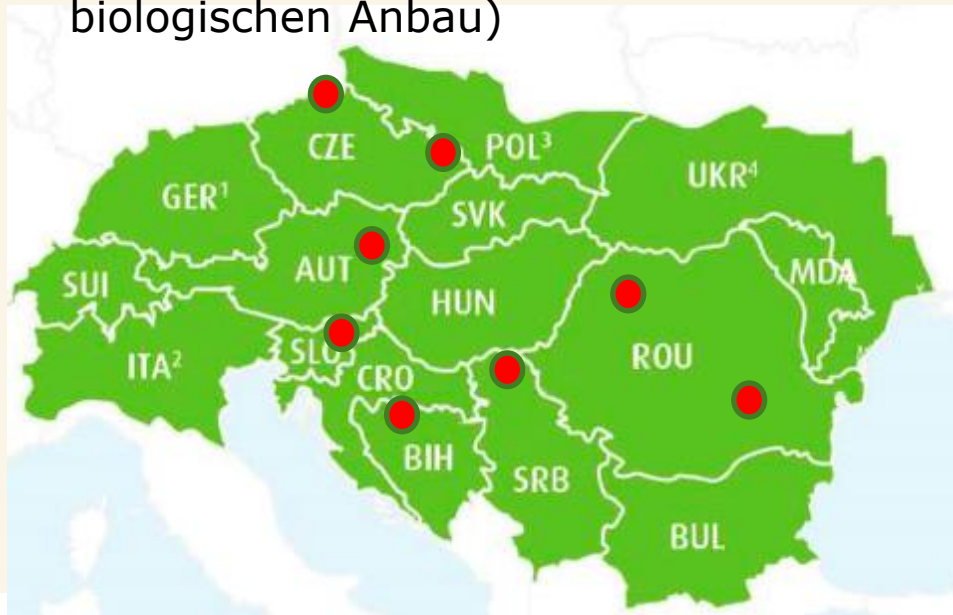 biologischen Anbau)
CZE
POL³
UKR⁴
GER¹
SVK
AUT
MDA
SUI
HUN
ITA²
SLO
ROU
CRO
BIH
SRB
BUL